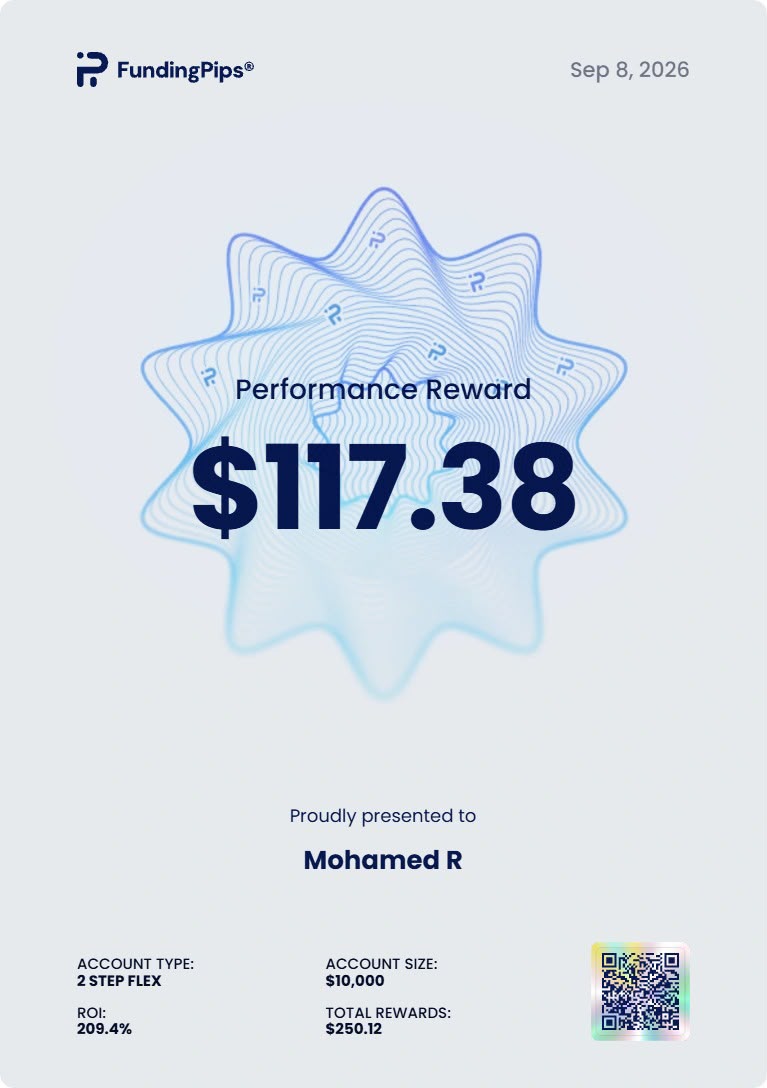 FundingPips®
Sep 8, 2026
Performance Reward
$117.38
Proudly presented to
Mohamed R
ACCOUNT TYPE:
2 STEP FLEX
ACCOUNT SIZE:
$10,000
ROI:
209.4%
TOTAL REWARDS:
$250.12